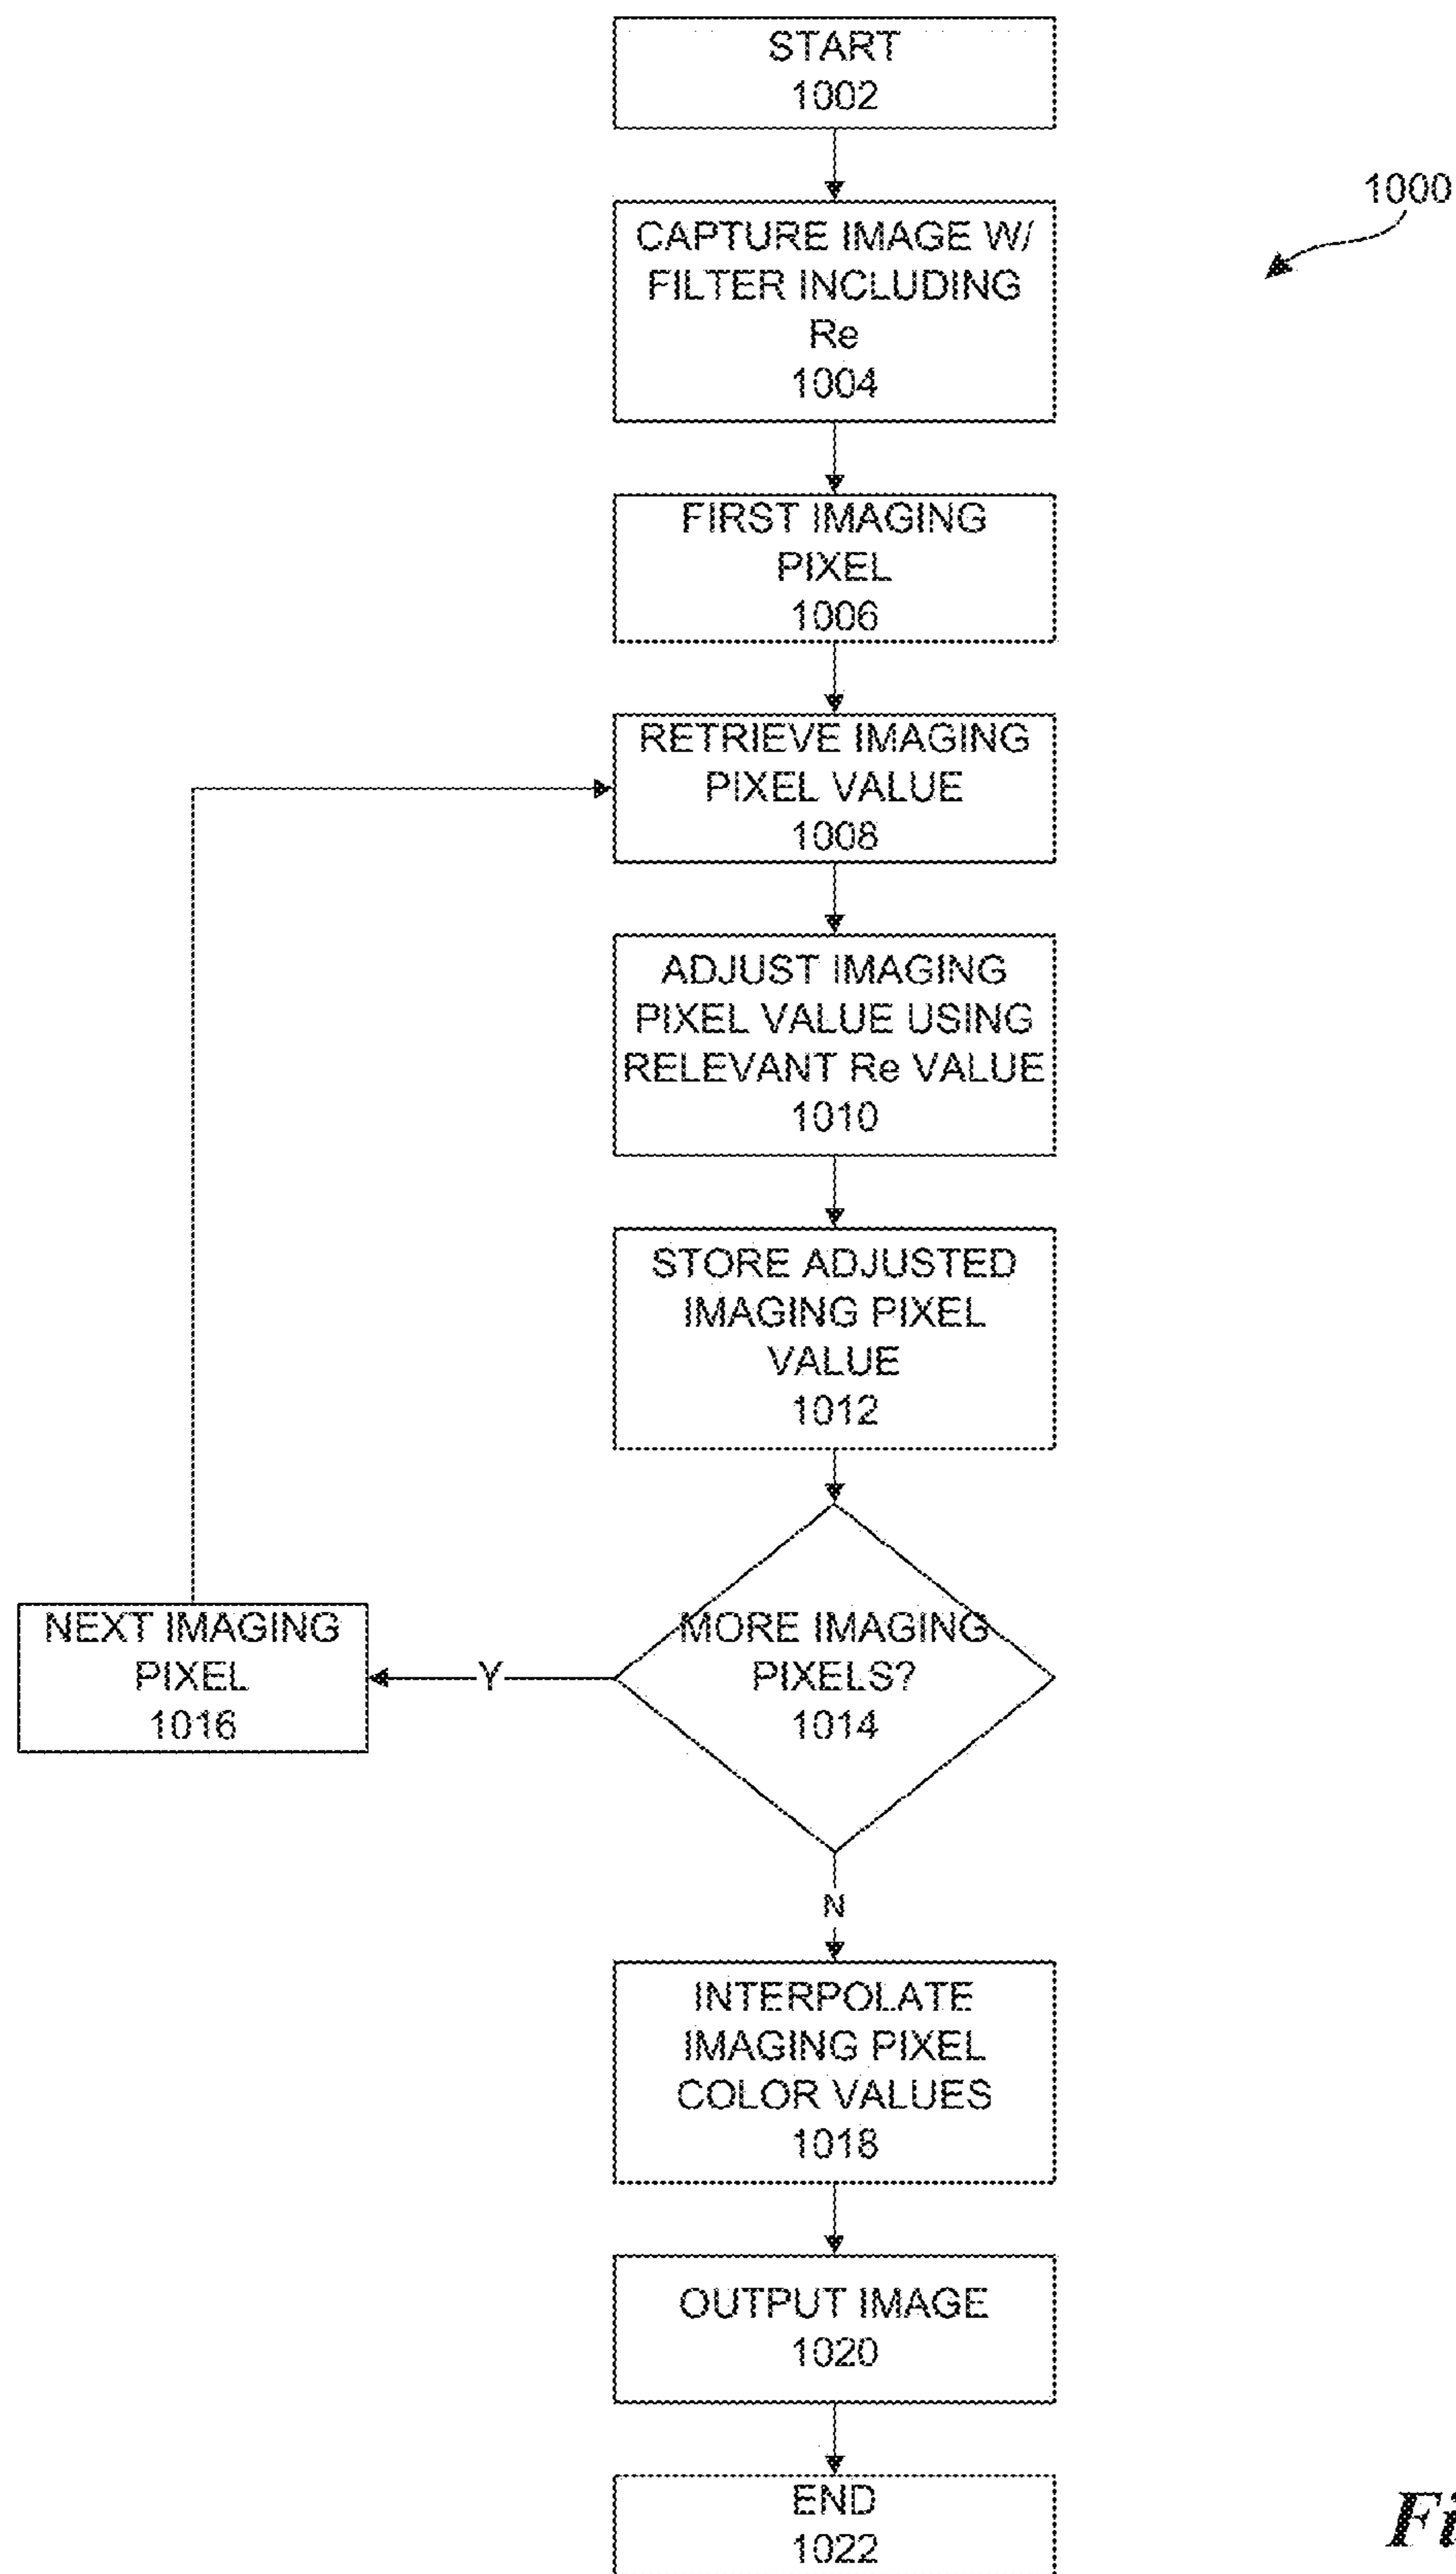 START
1002
1000
CAPTURE IMAGE W/
FILTER INCLUDING
Re
1004
FIRST IMAGING
PIXEL
1006
RETRIEVE IMAGING
PIXEL VALUE
1008
ADJUST IMAGING
PIXEL VALUE USING
RELEVANT Re VALUE
1010
STORE ADJUSTED
IMAGING PIXEL
VALUE
1012
MORE IMAGING
PIXELS?
1014
Y
NEXT IMAGING
PIXEL
1016
N
INTERPOLATE
IMAGING PIXEL
COLOR VALUES
1018
OUTPUT IMAGE
1020
END
1022